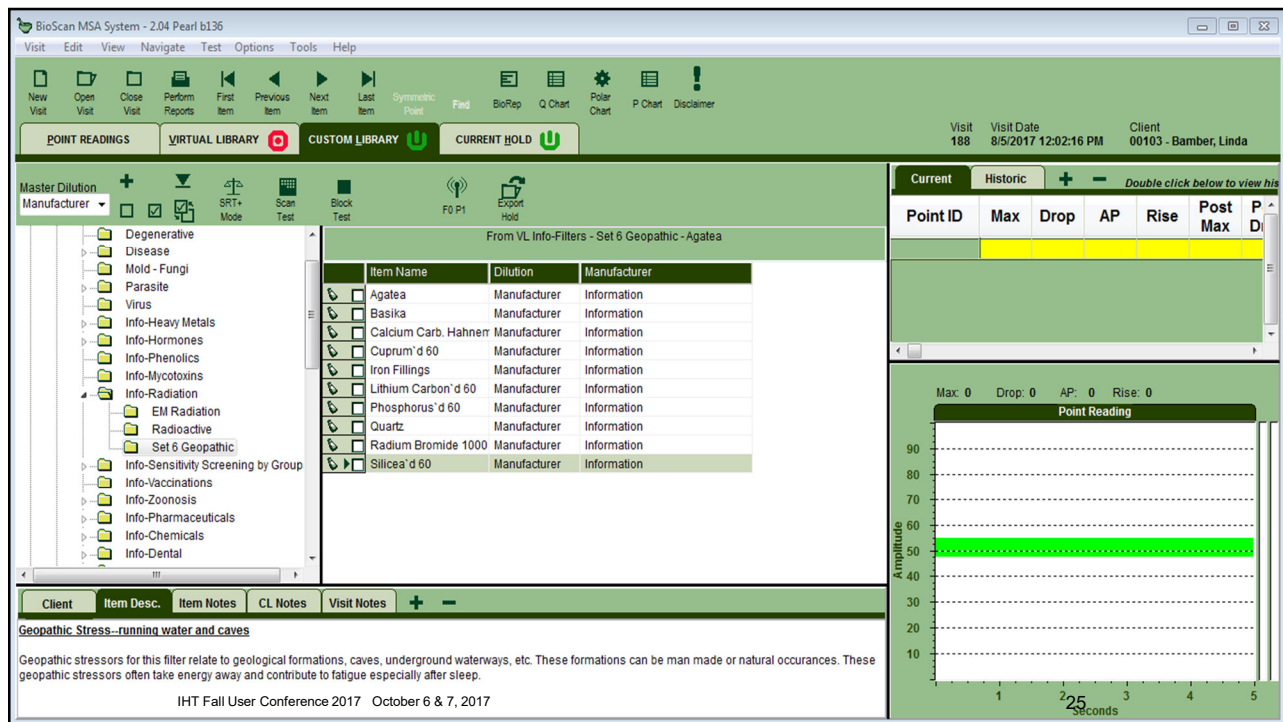 BioScan MSA System - 2.04 Pearl b136
Visit Edit View Navigate Test Options Tools Help
New Visit
Open Visit
Close Visit
Perform Reports
First Item
Previous Item
Next Item
Last Item
Symmetric Point
Find
BioRep
Q Chart
Polar Chart
P Chart
Disclaimer
POINT READINGS
VIRTUAL LIBRARY
CUSTOM LIBRARY
CURRENT HOLD
Visit 188
Visit Date 8/5/2017 12:02:16 PM
Client 00103 - Bamber, Linda
Master Dilution
Manufacturer
SRT+ Mode
Scan Test
Block Test
F0 P1
Export Hold
Degenerative
Disease
Mold - Fungi
Parasite
Virus
Info-Heavy Metals
Info-Hormones
Info-Phenolics
Info-Mycotoxins
Info-Radiation
EM Radiation
Radioactive
Set 6 Geopathic
Info-Sensitivity Screening by Group
Info-Vaccinations
Info-Zoonosis
Info-Pharmaceuticals
Info-Chemicals
Info-Dental
From VL Info-Filters - Set 6 Geopathic - Agatea
Item Name Dilution Manufacturer
Agatea Manufacturer Information
Basika Manufacturer Information
Calcium Carb. Hahnem Manufacturer Information
Cuprum`d 60 Manufacturer Information
Iron Fillings Manufacturer Information
Lithium Carbon`d 60 Manufacturer Information
Phosphorus`d 60 Manufacturer Information
Quartz Manufacturer Information
Radium Bromide 1000 Manufacturer Information
Silicea`d 60 Manufacturer Information
Current Historic + - Double click below to view his
Point ID Max Drop AP Rise Post Max P Di
Max: 0 Drop: 0 AP: 0 Rise: 0
Point Reading
90
80
70
60
50
40
30
20
10
Amplitude
1 2 3 4 5
Seconds
Client Item Desc. Item Notes CL Notes Visit Notes + -
Geopathic Stress--running water and caves
Geopathic stressors for this filter relate to geological formations, caves, underground waterways, etc. These formations can be man made or natural occurances. These
geopathic stressors often take energy away and contribute to fatigue especially after sleep.
IHT Fall User Conference 2017 October 6 & 7, 2017
25